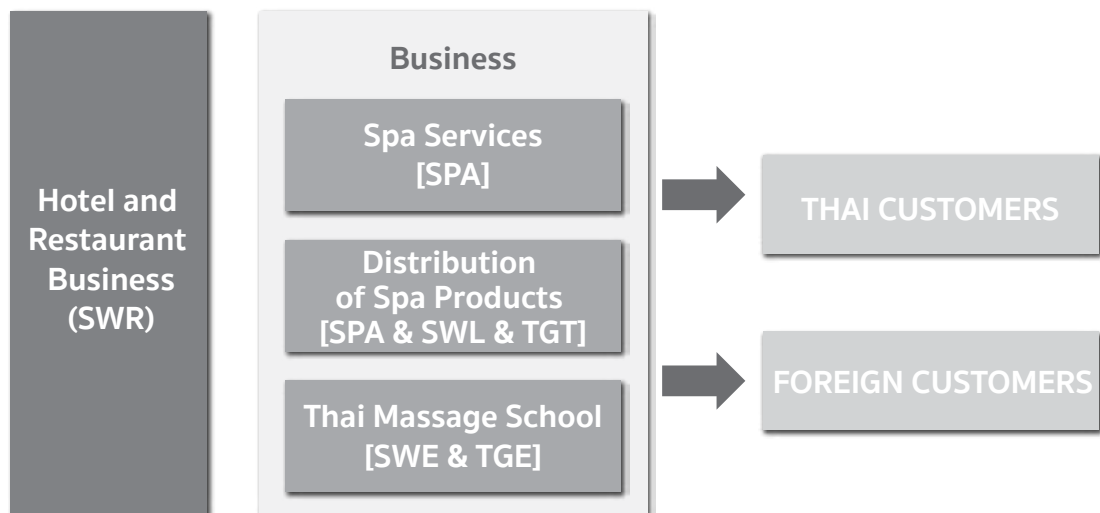 Hotel and
Restaurant
Business
(SWR)
Business
Spa Services
[SPA]
Distribution
of Spa Products
[SPA & SWL & TGT]
Thai Massage School
[SWE & TGE]
THAI CUSTOMERS
FOREIGN CUSTOMERS